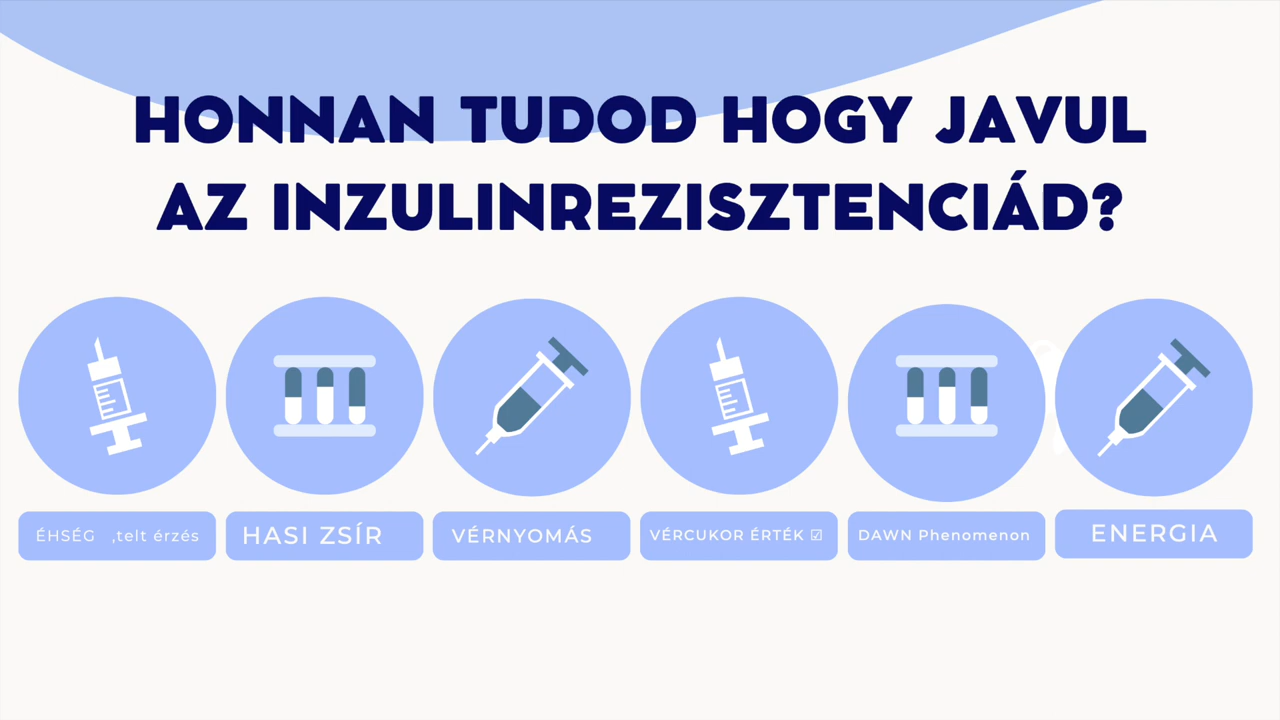 HONNAN TUDOD HOGY JAVUL
AZ INZULINREZISZTENCIÁD?
ÉHSÉG ,telt érzés
HASI ZSÍR
VÉRNYOMÁS
VÉRCUKOR ÉRTÉK ☑
DAWN Phenomenon
ENERGIA